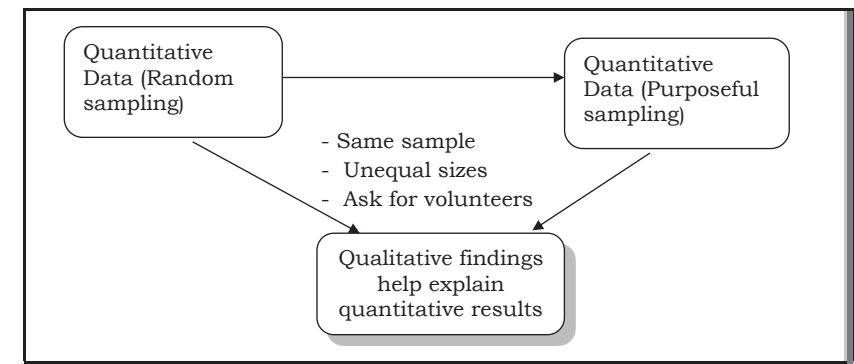 Quantitative
Data (Random
sampling)
Quantitative
Data (Purposeful
sampling)
- Same sample
- Unequal sizes
- Ask for volunteers
Qualitative findings
help explain
quantitative results